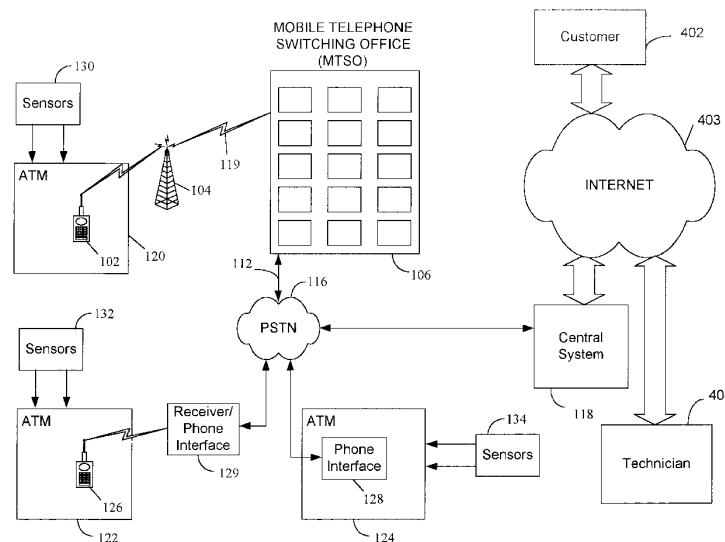 MOBILE TELEPHONE
SWITCHING OFFICE
(MTSO)
Customer
402
130
Sensors
403
119
ATM
104
INTERNET
102
120
106
112
116
132
PSTN
Sensors
Central
System
118
40
Receiver/
Phone
Interface
129
ATM
134
ATM
Phone
Interface
128
Sensors
Technician
126
122
124